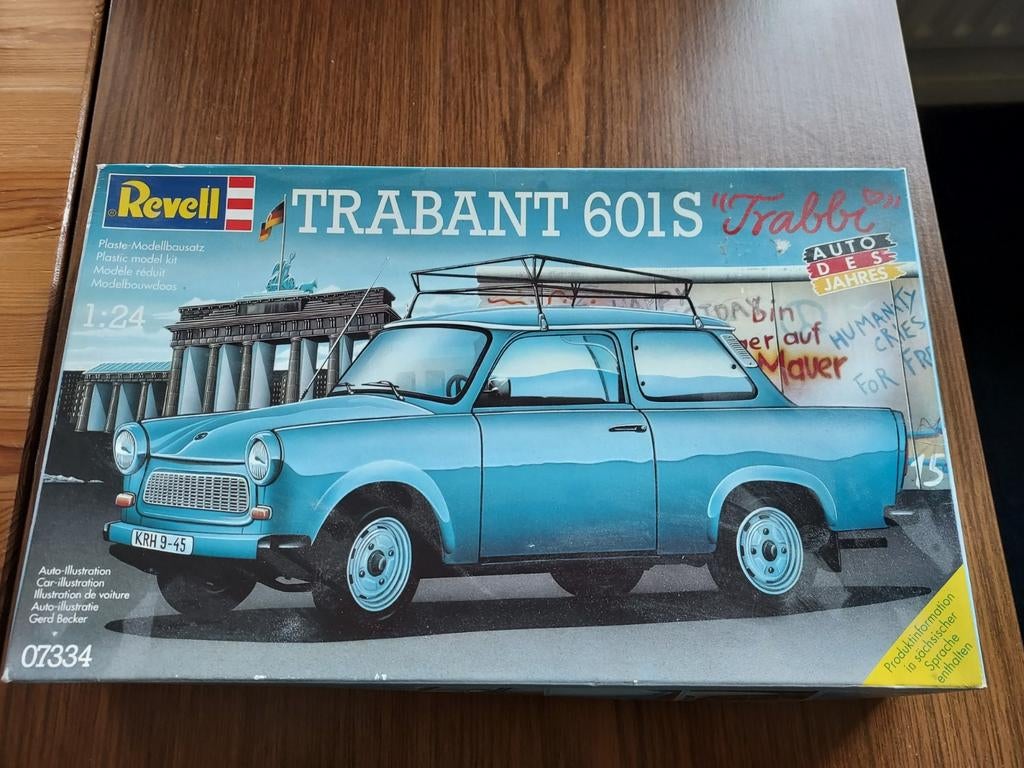 Revell
TRABANT 601S "Trabbi"
AUTO
DES
JAHRES
Plaste-Modellbausatz
Plastic model kit
Modèle réduit
Modelbouwdoos
1:24
bin
er auf
Mauer
HUMANITY
CRIES
FOR
15
KRH 9-45
Auto-Illustration
Car-illustration
Illustration de voiture
Auto-illustratie
Gerd Becker
07334
Produktinformation
in sächsischer
Sprache
enthalten